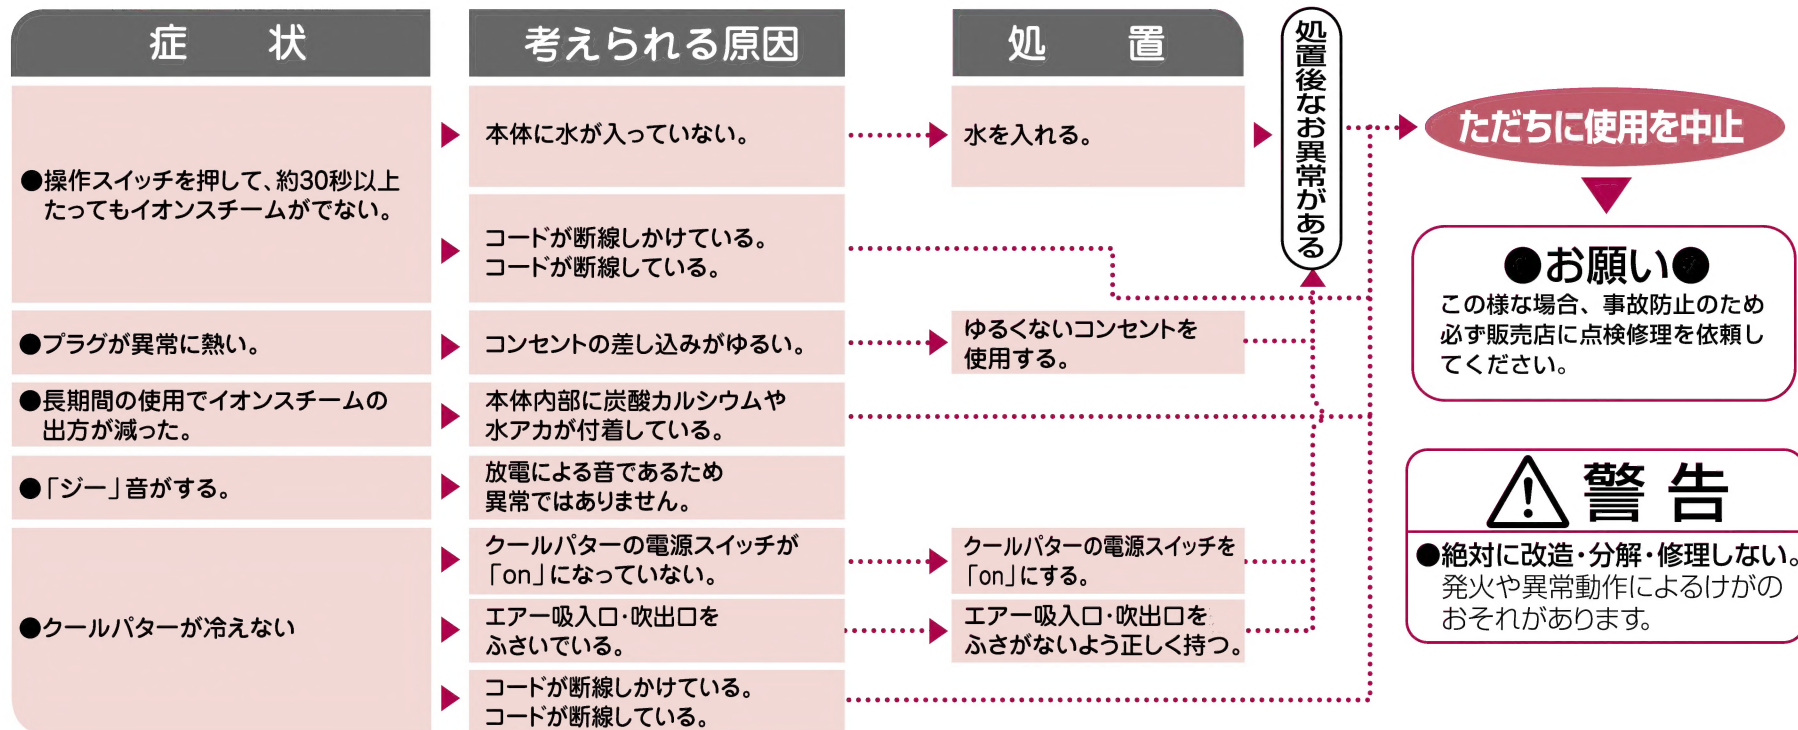 症 状
考えられる原因
処 置
処置後なお異常がある
●操作スイッチを押して、約30秒以上
たってもイオンスチームがでない。
本体に水が入っていない。
水を入れる。
コードが断線しかけている。
コードが断線している。
●プラグが異常に熱い。
コンセントの差し込みがゆるい。
ゆるくないコンセントを
使用する。
●長期間の使用でイオンスチームの
出方が減った。
本体内部に炭酸カルシウムや
水アカが付着している。
●「ジー」音がする。
放電による音であるため
異常ではありません。
●クールパターが冷えない
クールパターの電源スイッチが
「on」になっていない。
クールパターの電源スイッチを
「on」にする。
エアー吸入口・吹出口を
ふさいでいる。
エアー吸入口・吹出口を
ふさがないよう正しく持つ。
コードが断線しかけている。
コードが断線している。
ただちに使用を中止
●お願い●
この様な場合、事故防止のため
必ず販売店に点検修理を依頼し
てください。
警告
●絶対に改造・分解・修理しない。
発火や異常動作によるけがの
おそれがあります。